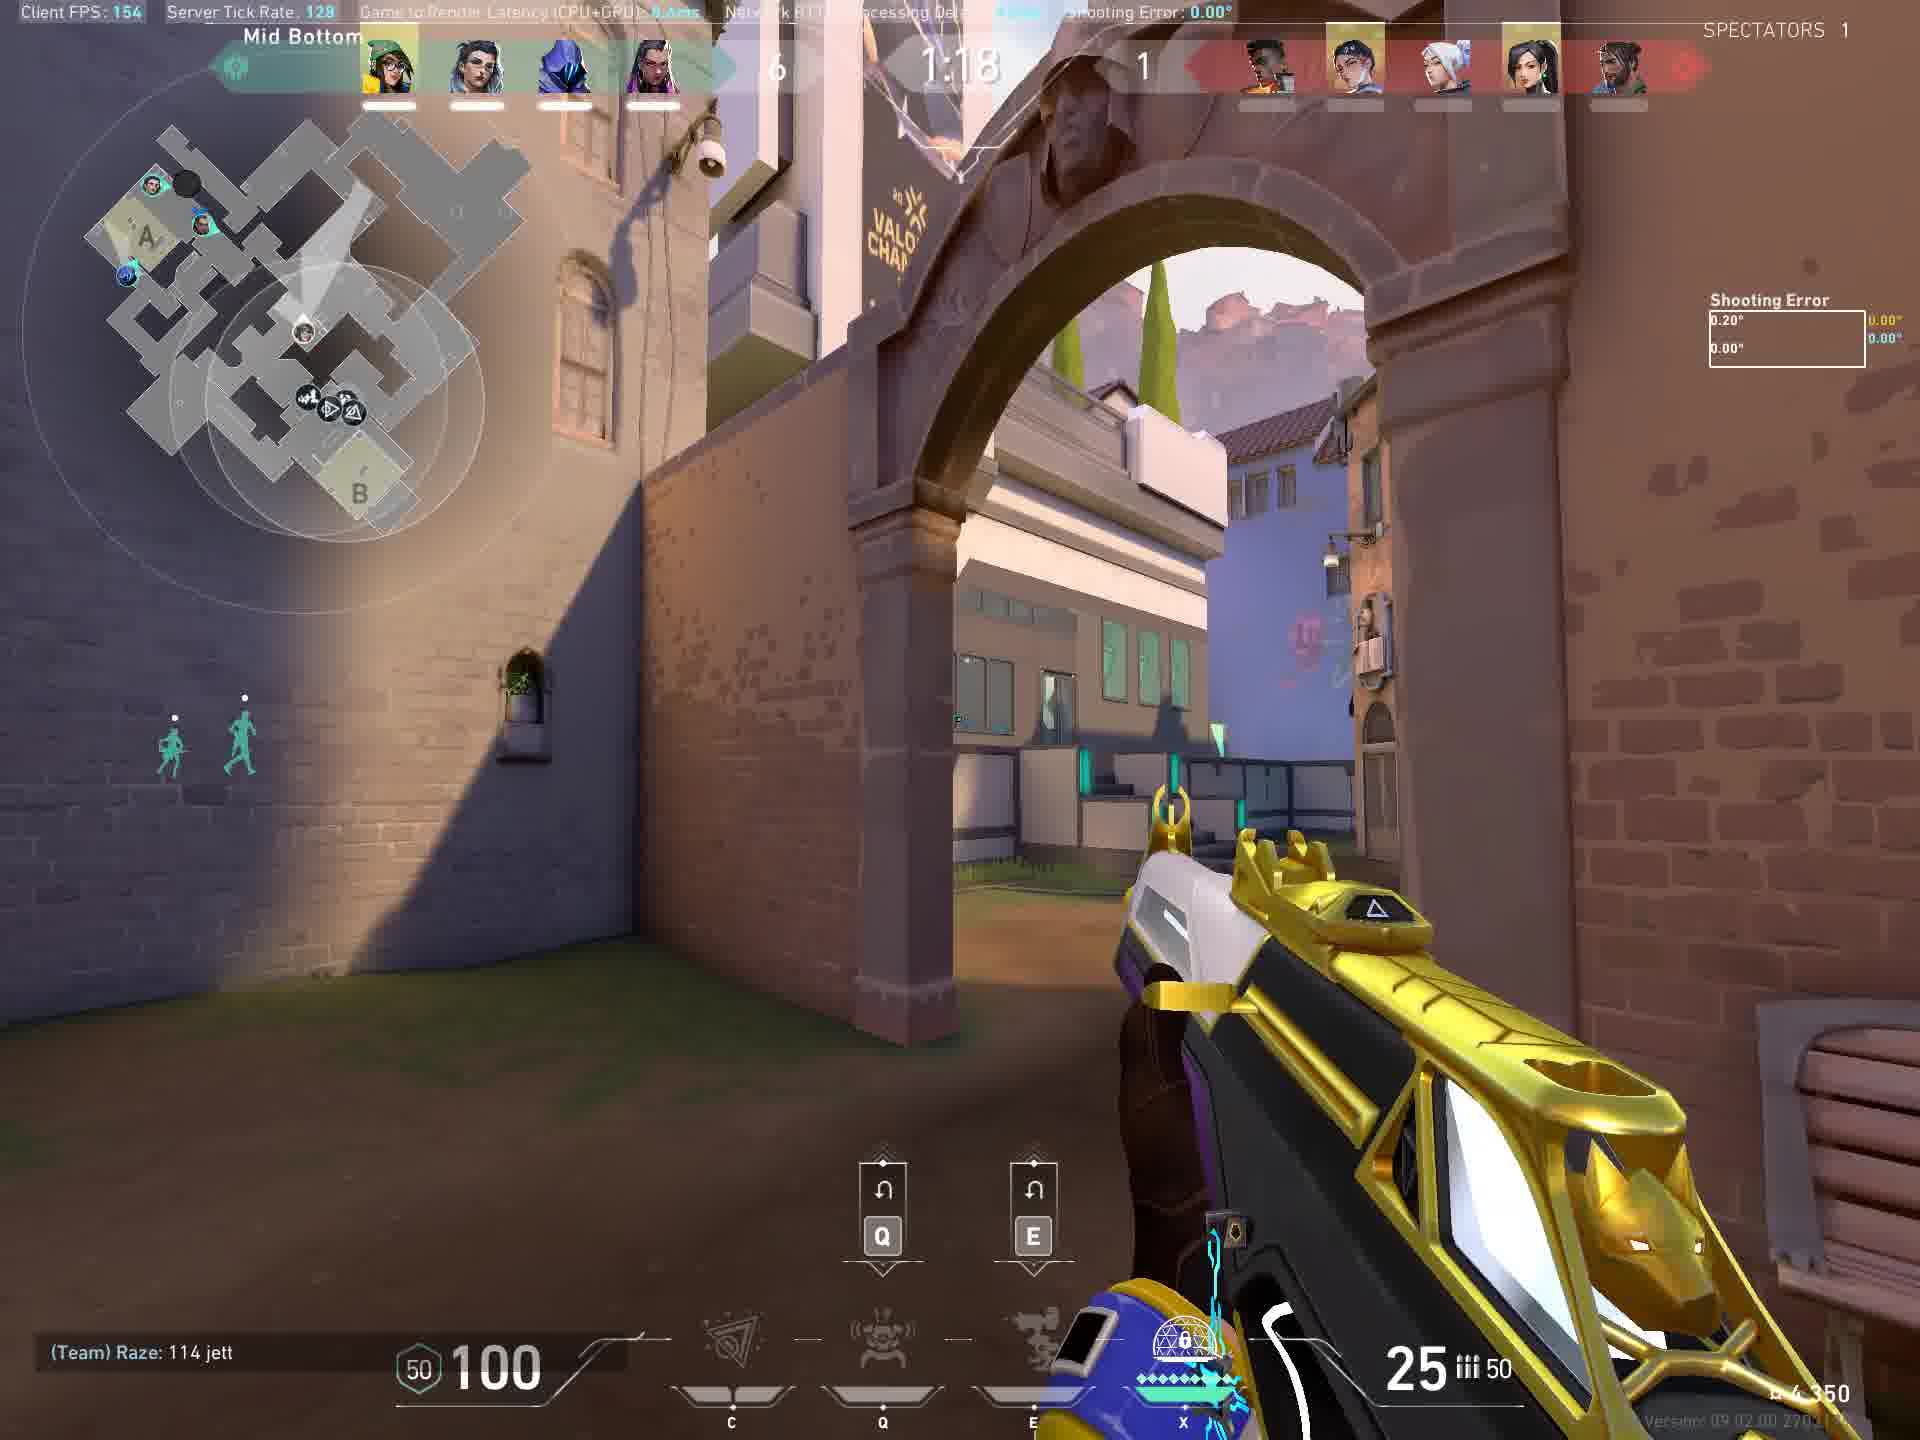 Client FPS: 154
Server Tick Rate: 128
Game to Render Latency (CPU+GPU):
Shooting Error: 0.00°
Mid Bottom
6
1:18
1
SPECTATORS 1
A
B
VALO
CHAM
Shooting Error
0.20°
0.00°
0.00°
0.00°
Q
E
(Team) Raze: 114 jett
50 100
C
Q
E
X
25 50
4,350